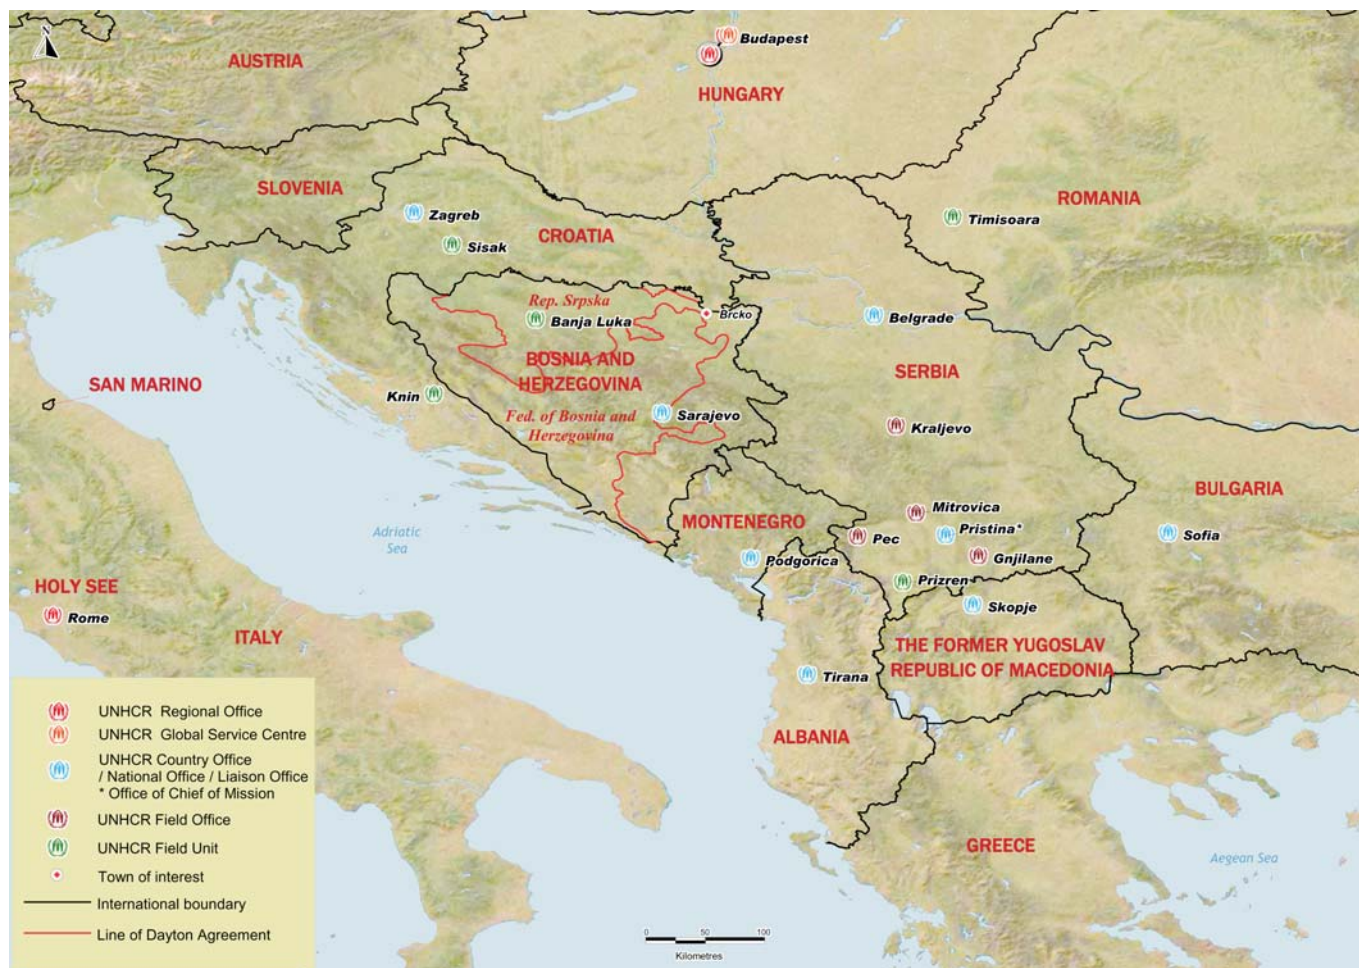 N
AUSTRIA
Budapest
HUNGARY
SLOVENIA
ROMANIA
Zagreb
Timisoara
CROATIA
Sisak
Rep. Srpska
Banja Luka
Brcko
Belgrade
BOSNIA AND
HERZEGOVINA
SERBIA
SAN MARINO
Knin
Fed. of Bosnia and
Herzegovina
Sarajevo
Kraljevo
BULGARIA
Mitrovica
MONTENEGRO
Pristina*
Adriatic
Sea
Pec
Sofia
Gnjilane
Podgorica
Prizren
HOLY SEE
Skopje
Rome
ITALY
THE FORMER YUGOSLAV
REPUBLIC OF MACEDONIA
Tirana
ALBANIA
GREECE
Aegean Sea
UNHCR Regional Office
UNHCR Global Service Centre
UNHCR Country Office
/ National Office / Liaison Office
* Office of Chief of Mission
UNHCR Field Office
UNHCR Field Unit
Town of interest
International boundary
Line of Dayton Agreement
0 50 100
Kilometres